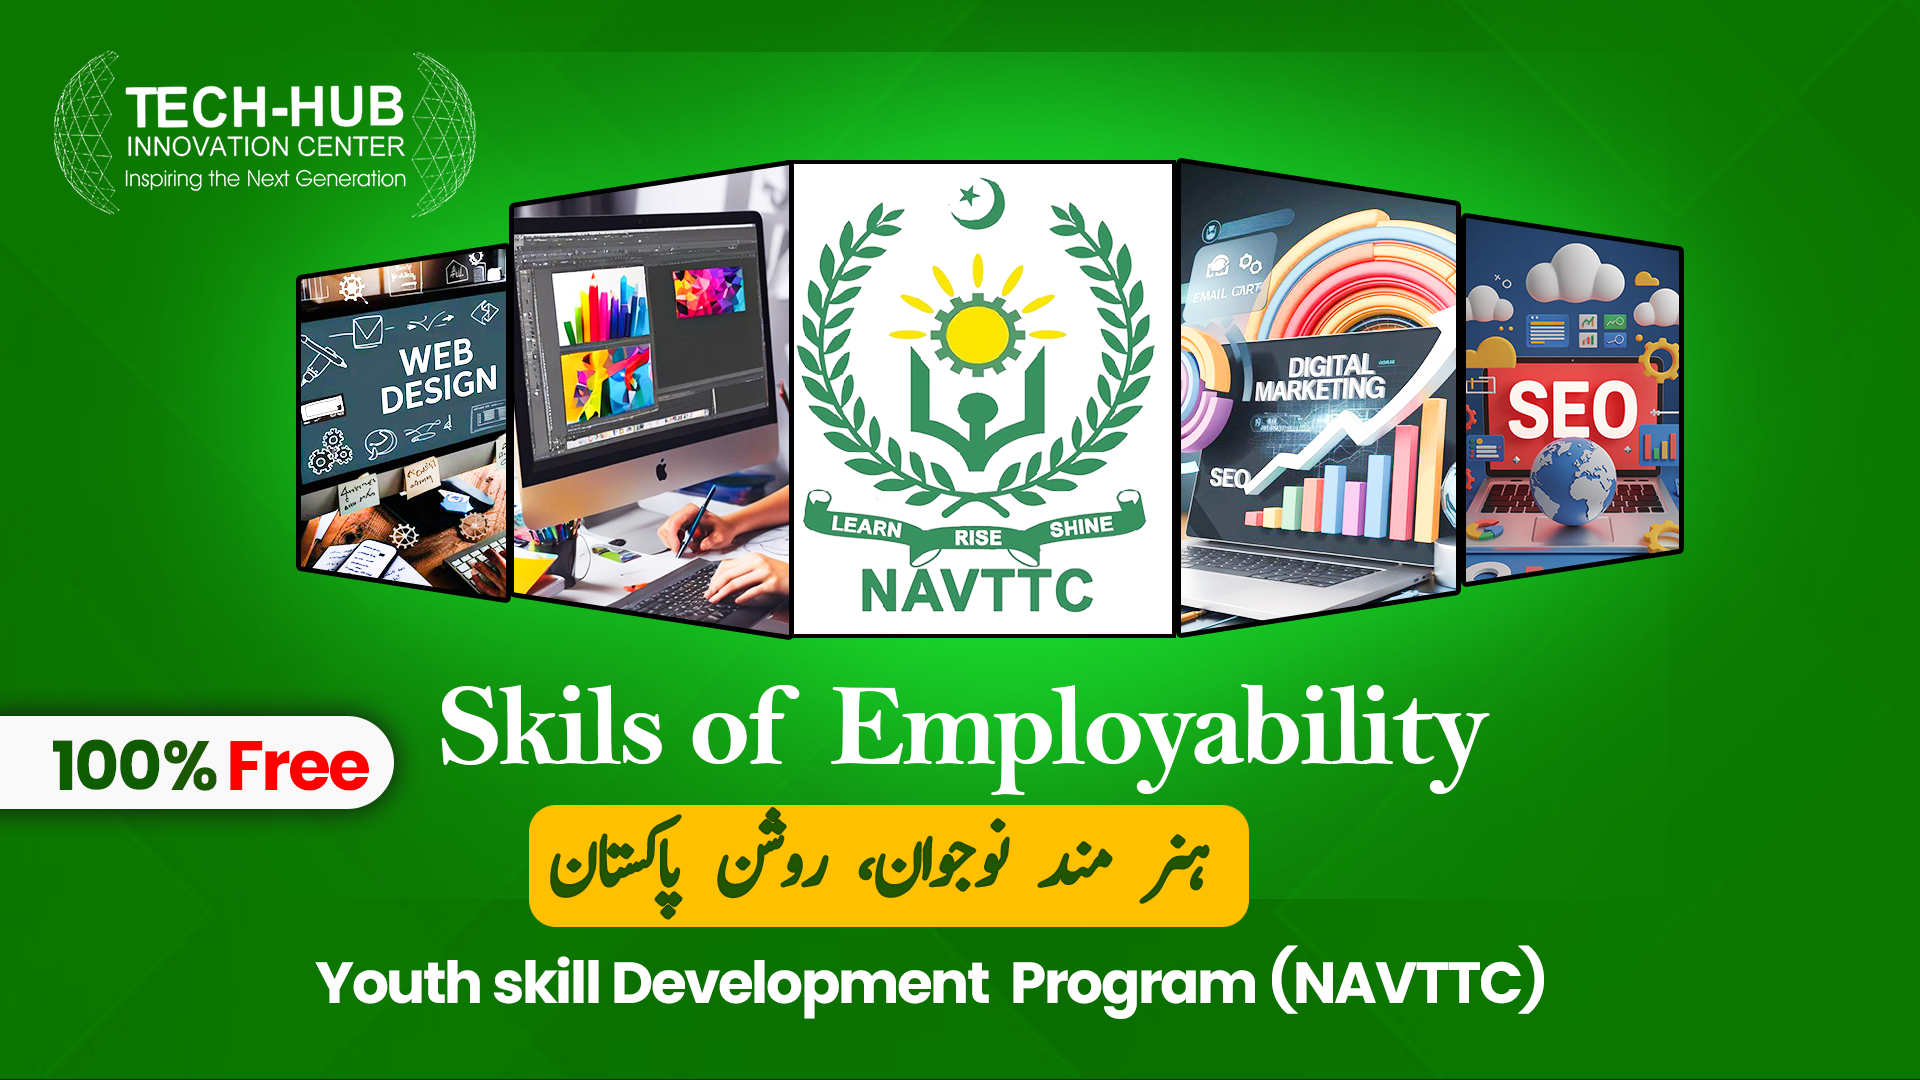 TECH-HUB
INNOVATION CENTER
Inspiring the Next Generation
WEB
DESIGN
LEARN RISE SHINE
NAVTTC
EMAIL
DIGITAL
MARKETING
SEO
SEO
Skils of Employability
100% Free
ہنر مند نوجوان، روشن پاکستان
Youth skill Development Program (NAVTTC)